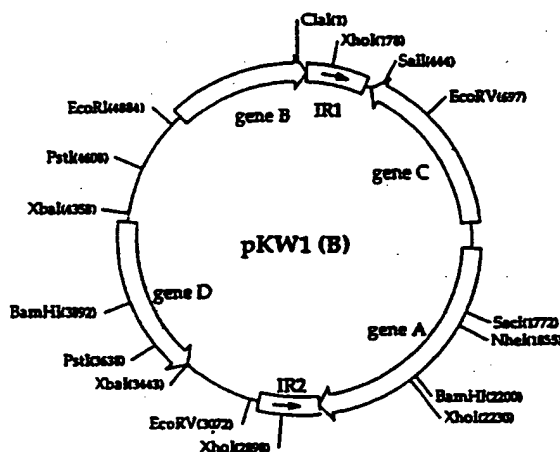 ClaI(1)
XhoI(178)
SalI(444)
EcoRV(697)
EcoRI(4884)
gene B
IR1
PstI(4608)
gene C
XbaI(4358)
pKW1 (B)
gene D
BamHI(3892)
gene A
SacI(1772)
NheI(1855)
PstI(3638)
XbaI(3443)
IR2
BamHI(2200)
XhoI(2230)
EcoRV(3072)
XhoI(2898)